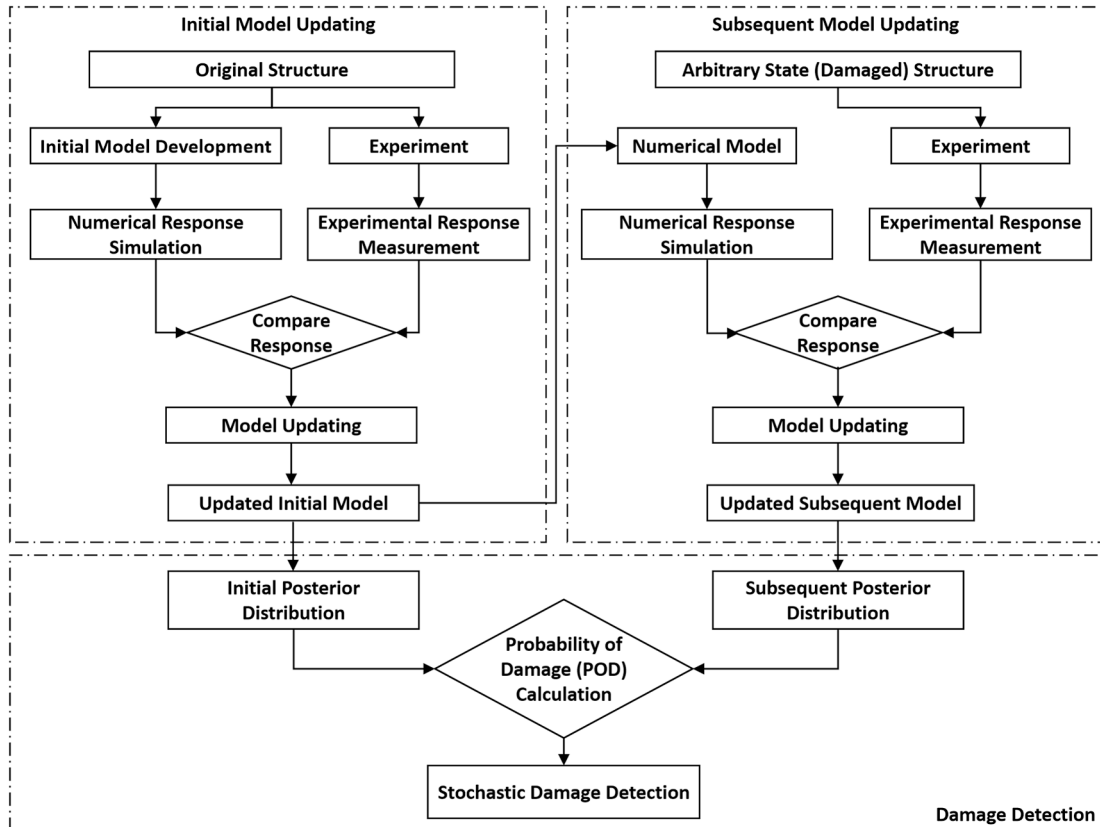 Initial Model Updating
Original Structure
Initial Model Development
Experiment
Numerical Response
Simulation
Experimental Response
Measurement
Compare
Response
Model Updating
Updated Initial Model
Subsequent Model Updating
Arbitrary State (Damaged) Structure
Numerical Model
Experiment
Numerical Response
Simulation
Experimental Response
Measurement
Compare
Response
Model Updating
Updated Subsequent Model
Initial Posterior
Distribution
Subsequent Posterior
Distribution
Probability of
Damage (POD)
Calculation
Stochastic Damage Detection
Damage Detection